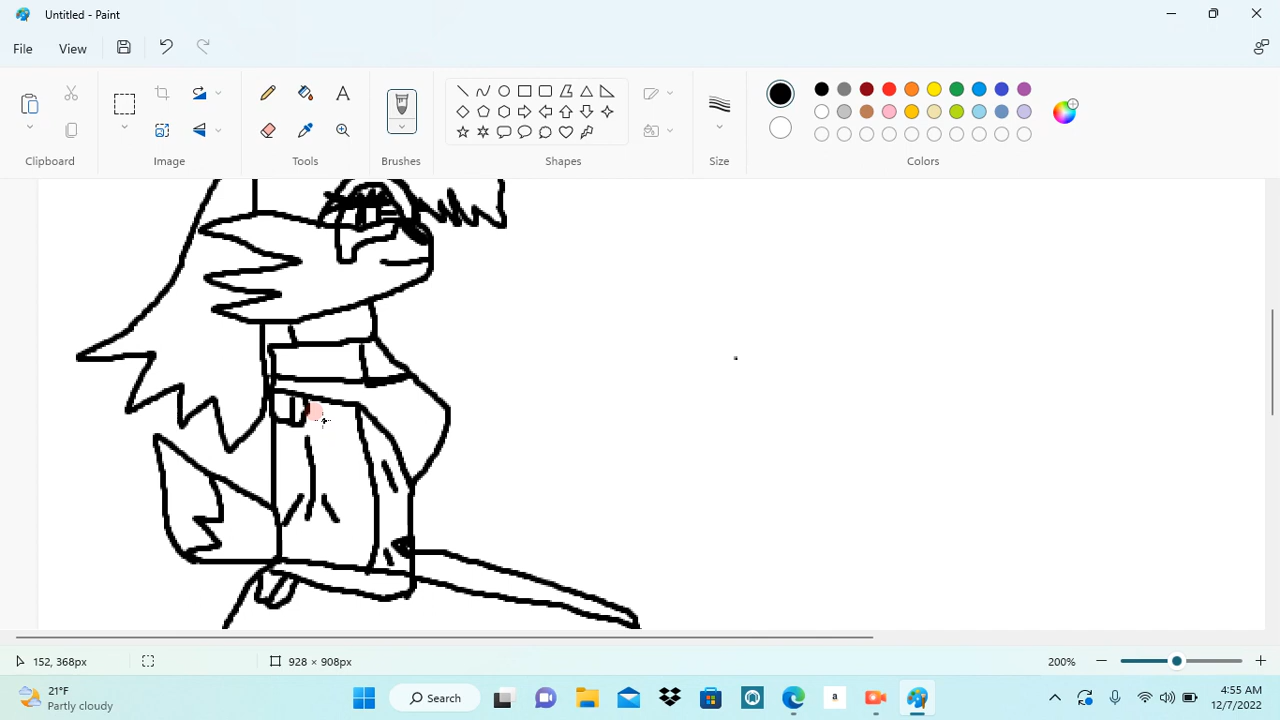 Untitled - Paint
File View
Clipboard Image Tools Brushes Shapes Size Colors
152, 368px 928 × 908px 200%
21°F
Partly cloudy
Search
a
4:55 AM
12/7/2022